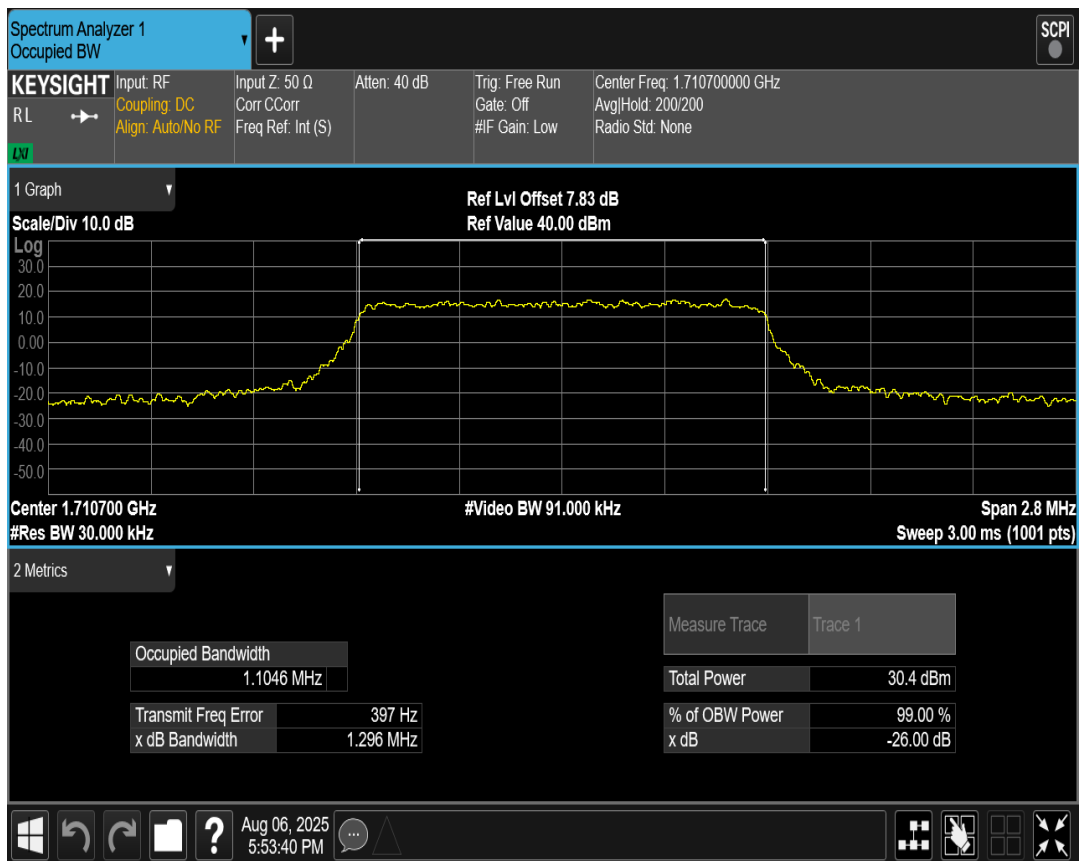 Spectrum Analyzer 1
Occupied BW
+
SCPI
KEYSIGHT
RL
LXI
Input: RF
Coupling: DC
Align: Auto/No RF
Input Z: 50 Ω
Corr CCorr
Freq Ref: Int (S)
Atten: 40 dB
Trig: Free Run
Gate: Off
#IF Gain: Low
Center Freq: 1.710700000 GHz
Avg|Hold: 200/200
Radio Std: None
1 Graph
Scale/Div 10.0 dB
Ref Lvl Offset 7.83 dB
Ref Value 40.00 dBm
Log
30.0
20.0
10.0
0.00
-10.0
-20.0
-30.0
-40.0
-50.0
Center 1.710700 GHz
#Res BW 30.000 kHz
#Video BW 91.000 kHz
Span 2.8 MHz
Sweep 3.00 ms (1001 pts)
2 Metrics
Measure Trace Trace 1
Occupied Bandwidth
1.1046 MHz
Total Power 30.4 dBm
Transmit Freq Error 397 Hz
% of OBW Power 99.00 %
x dB Bandwidth 1.296 MHz
x dB -26.00 dB
?
Aug 06, 2025
5:53:40 PM